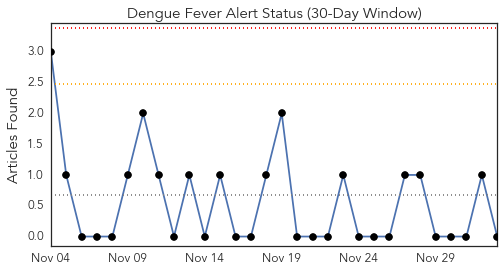 Dengue Fever Alert Status (30-Day Window)
Articles Found
3.0
2.5
2.0
1.5
1.0
0.5
0.0
Nov 04 Nov 09 Nov 14 Nov 19 Nov 24 Nov 29